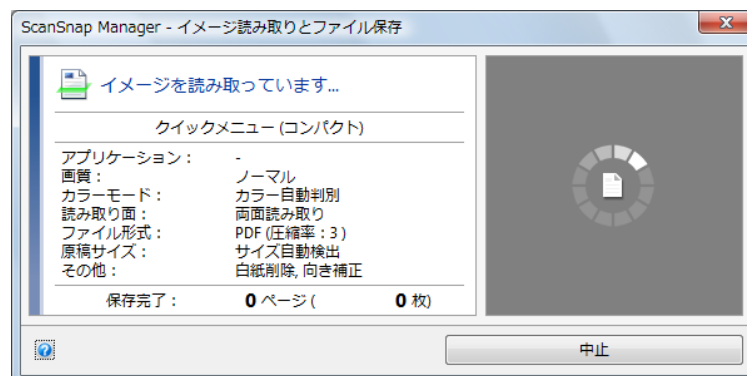 ScanSnap Manager - イメージ読み取りとファイル保存
イメージを読み取っています...
クイックメニュー (コンパクト)
アプリケーション： -
画質： ノーマル
カラーモード： カラー自動判別
読み取り面： 両面読み取り
ファイル形式： PDF (圧縮率：3)
原稿サイズ： サイズ自動検出
その他： 白紙削除, 向き補正
保存完了： 0 ページ ( 0 枚)
中止